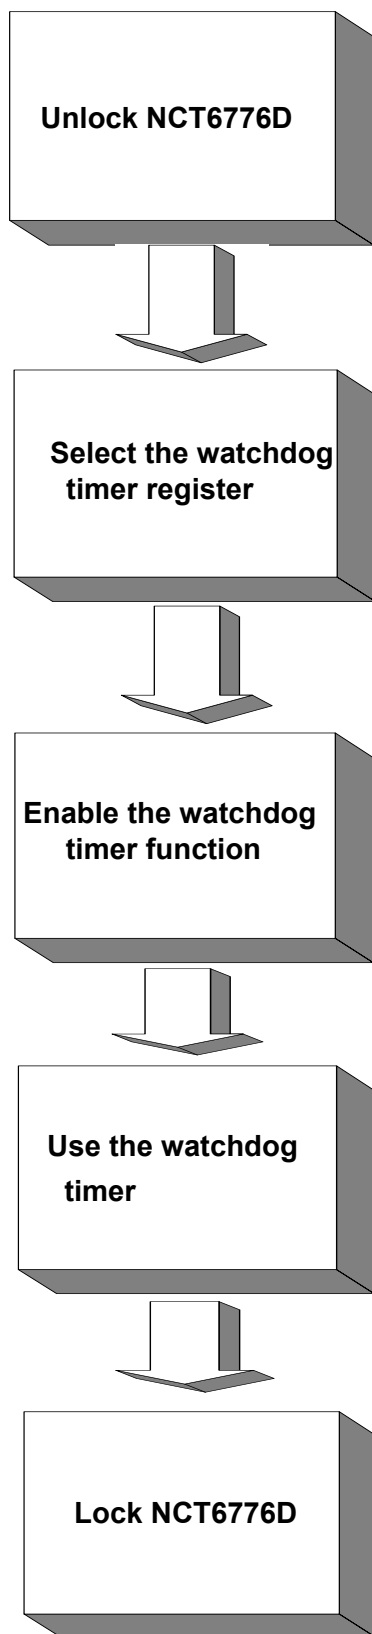 Unlock NCT6776D
Select the watchdog
timer register
Enable the watchdog
timer function
Use the watchdog
timer
Lock NCT6776D